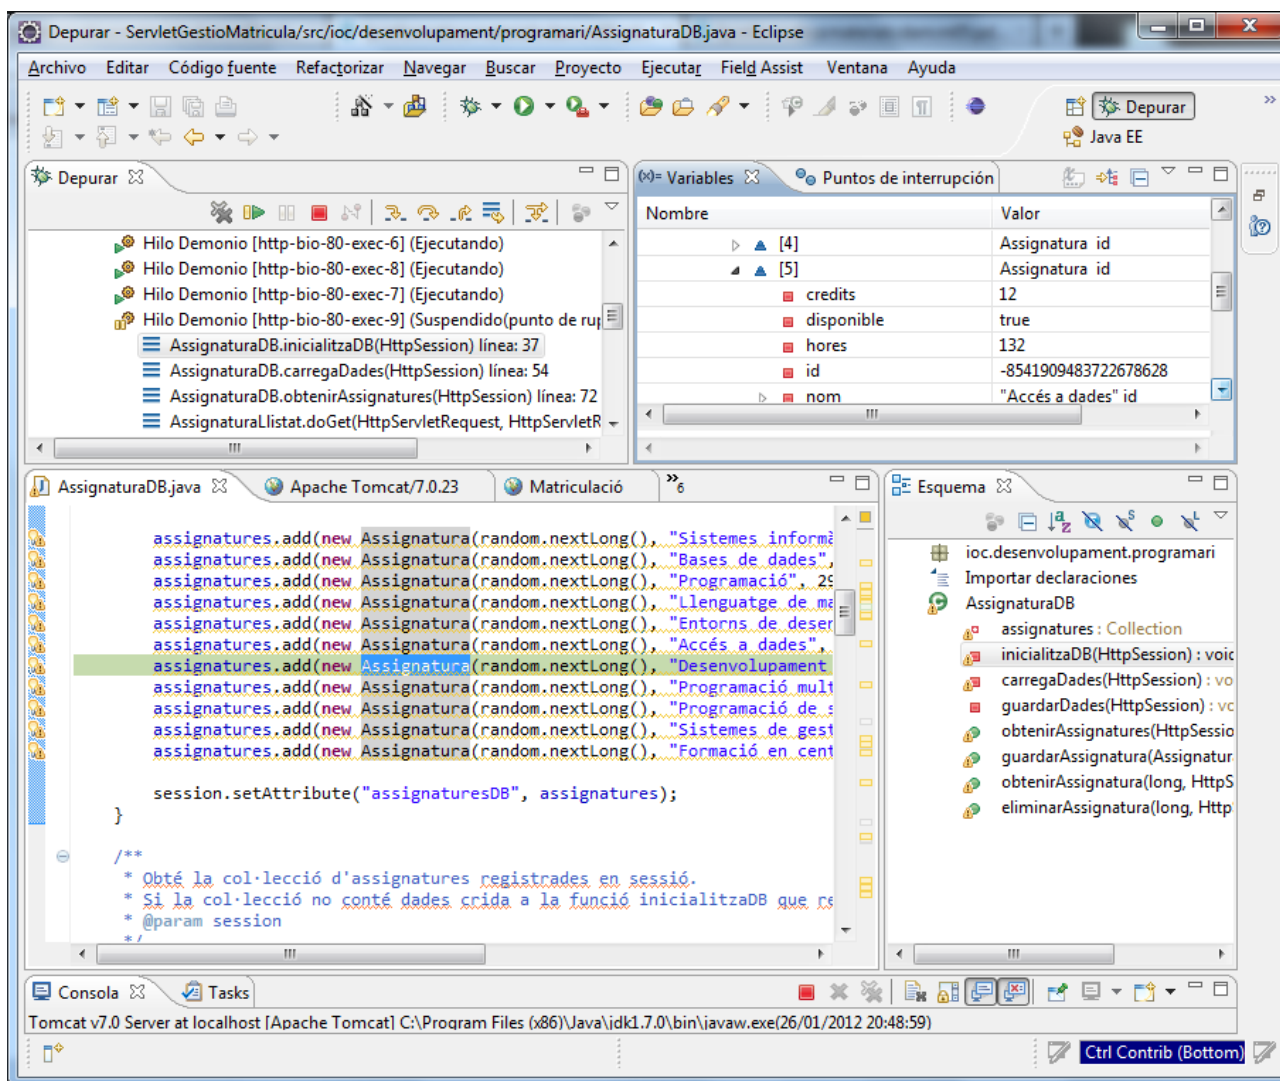 Depurar - ServletGestioMatricula/src/ioc/desenvolupament/programari/AssignaturaDB.java - Eclipse
Archivo Editar Código fuente Refactorizar Navegar Buscar Proyecto Ejecutar Field Assist Ventana Ayuda
Depurar
Java EE
Depurar
Hilo Demonio [http-bio-80-exec-6] (Ejecutando)
Hilo Demonio [http-bio-80-exec-8] (Ejecutando)
Hilo Demonio [http-bio-80-exec-7] (Ejecutando)
Hilo Demonio [http-bio-80-exec-9] (Suspendido(punto de rup
AssignaturaDB.inicialitzaDB(HttpSession) línea: 37
AssignaturaDB.carregaDades(HttpSession) línea: 54
AssignaturaDB.obtenirAssignatures(HttpSession) línea: 72
AssignaturaLlistat.doGet(HttpServletRequest, HttpServletR
(x)= Variables Puntos de interrupción
Nombre Valor
[4] Assignatura id
[5] Assignatura id
credits 12
disponible true
hores 132
id -8541909483722678628
nom "Accés a dades" id
AssignaturaDB.java Apache Tomcat/7.0.23 Matriculació »6
assignatures.add(new Assignatura(random.nextLong(), "Sistemes informà
assignatures.add(new Assignatura(random.nextLong(), "Bases de dades",
assignatures.add(new Assignatura(random.nextLong(), "Programació", 29
assignatures.add(new Assignatura(random.nextLong(), "Llenguatge de ma
assignatures.add(new Assignatura(random.nextLong(), "Entorns de desen
assignatures.add(new Assignatura(random.nextLong(), "Accés a dades",
assignatures.add(new Assignatura(random.nextLong(), "Desenvolupament
assignatures.add(new Assignatura(random.nextLong(), "Programació mult
assignatures.add(new Assignatura(random.nextLong(), "Programació de s
assignatures.add(new Assignatura(random.nextLong(), "Sistemes de gest
assignatures.add(new Assignatura(random.nextLong(), "Formació en cent
session.setAttribute("assignaturesDB", assignatures);
}
/**
* Obté la col·lecció d'assignatures registrades en sessió.
* Si la col·lecció no conté dades crida a la funció inicialitzaDB que re
* @param session
*/
Esquema
ioc.desenvolupament.programari
Importar declaraciones
AssignaturaDB
assignatures : Collection
inicialitzaDB(HttpSession) : voic
carregaDades(HttpSession) : vo
guardarDades(HttpSession) : vc
obtenirAssignatures(HttpSessio
guardarAssignatura(Assignatur
obtenirAssignatura(long, HttpS
eliminarAssignatura(long, Http
Consola Tasks
Tomcat v7.0 Server at localhost [Apache Tomcat] C:\Program Files (x86)\Java\jdk1.7.0\bin\javaw.exe(26/01/2012 20:48:59)
Ctrl Contrib (Bottom)